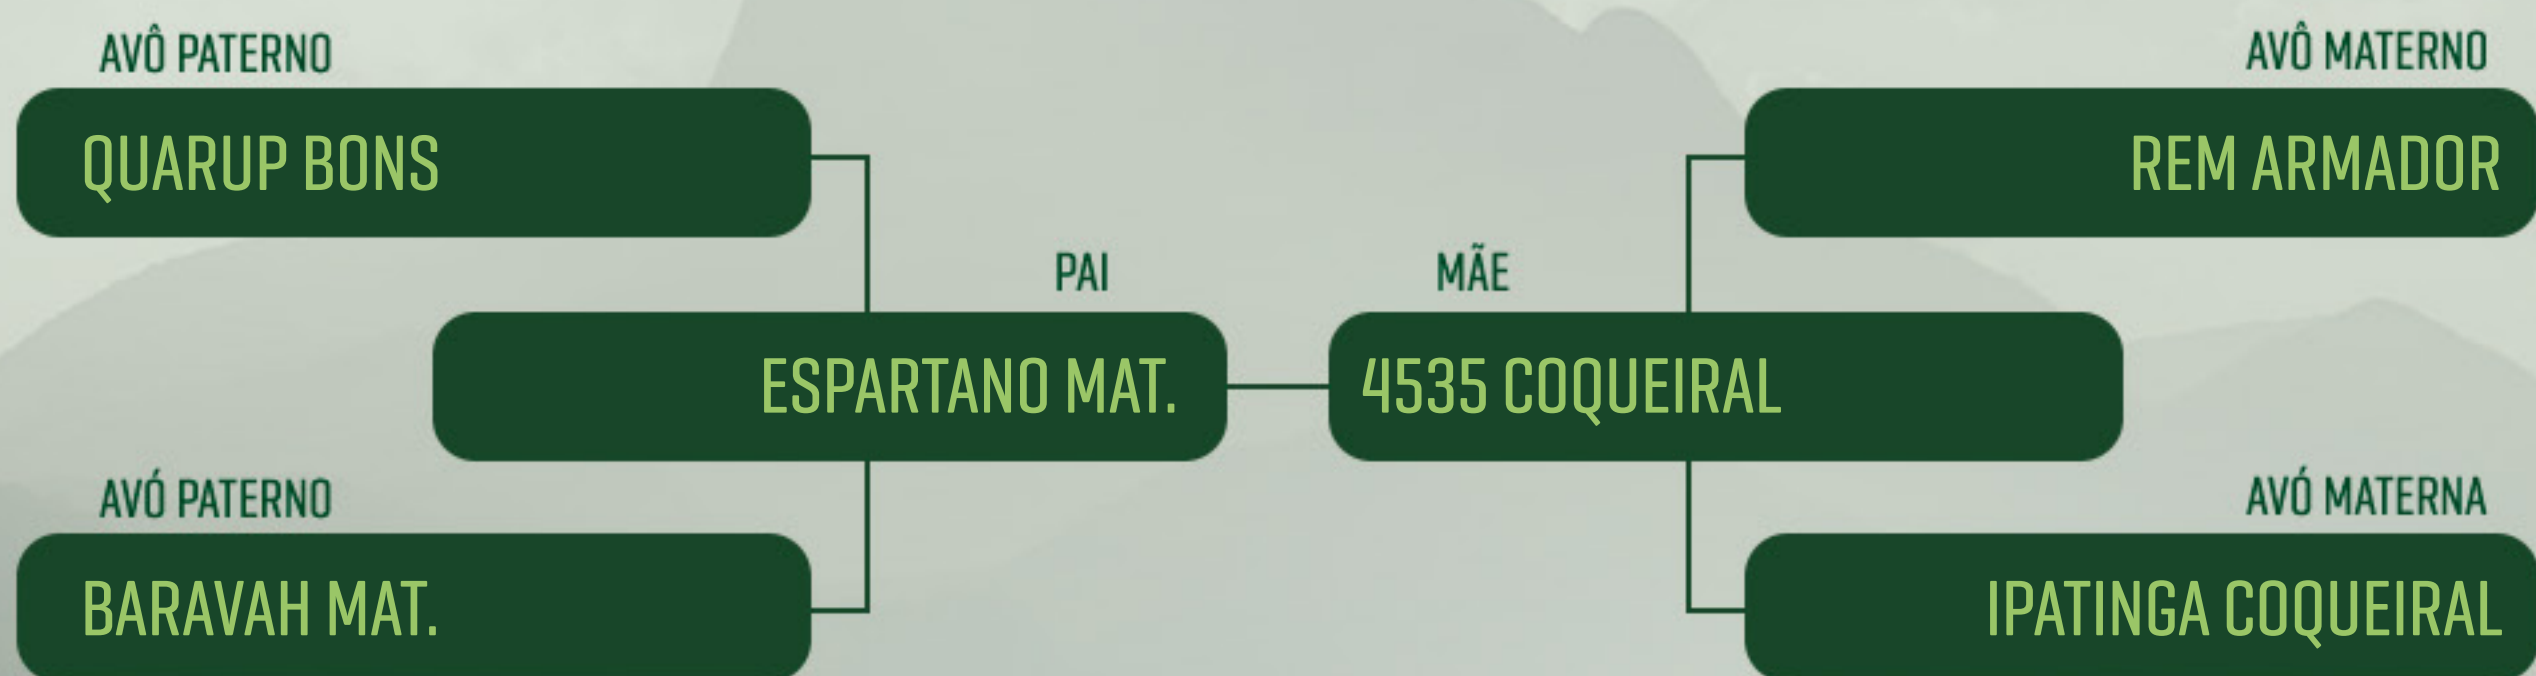 AVÔ PATERNO
QUARUP BONS
AVÔ MATERNO
REM ARMADOR
PAI
ESPARTANO MAT.
MÃE
4535 COQUEIRAL
AVÓ PATERNO
BARAVAH MAT.
AVÓ MATERNA
IPATINGA COQUEIRAL